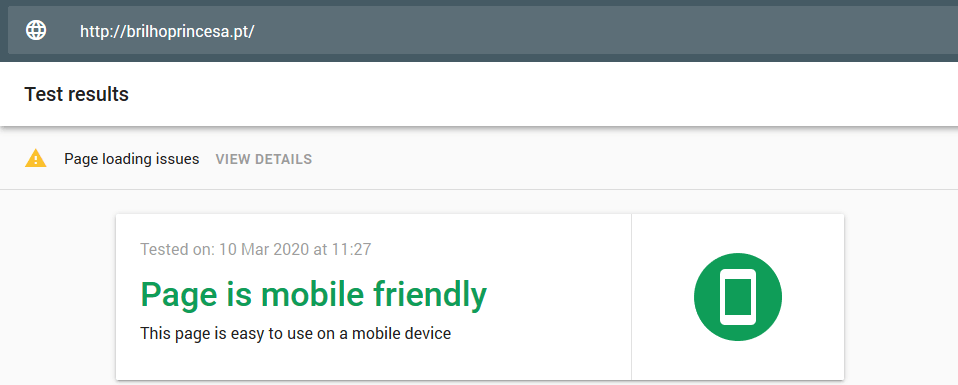 http://brilhoprincesa.pt/
Test results
Page loading issues VIEW DETAILS
Tested on: 10 Mar 2020 at 11:27
Page is mobile friendly
This page is easy to use on a mobile device